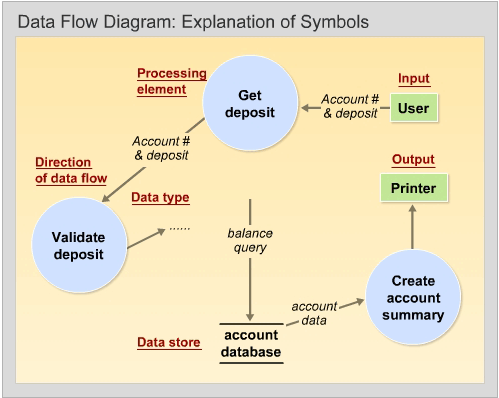 Data Flow Diagram: Explanation of Symbols
Processing
element
Input
Get
deposit
Account #
& deposit
User
Account #
& deposit
Direction
of data flow
Output
Printer
Data type
......
Validate
deposit
balance
query
Create
account
summary
account
data
Data store
account
database